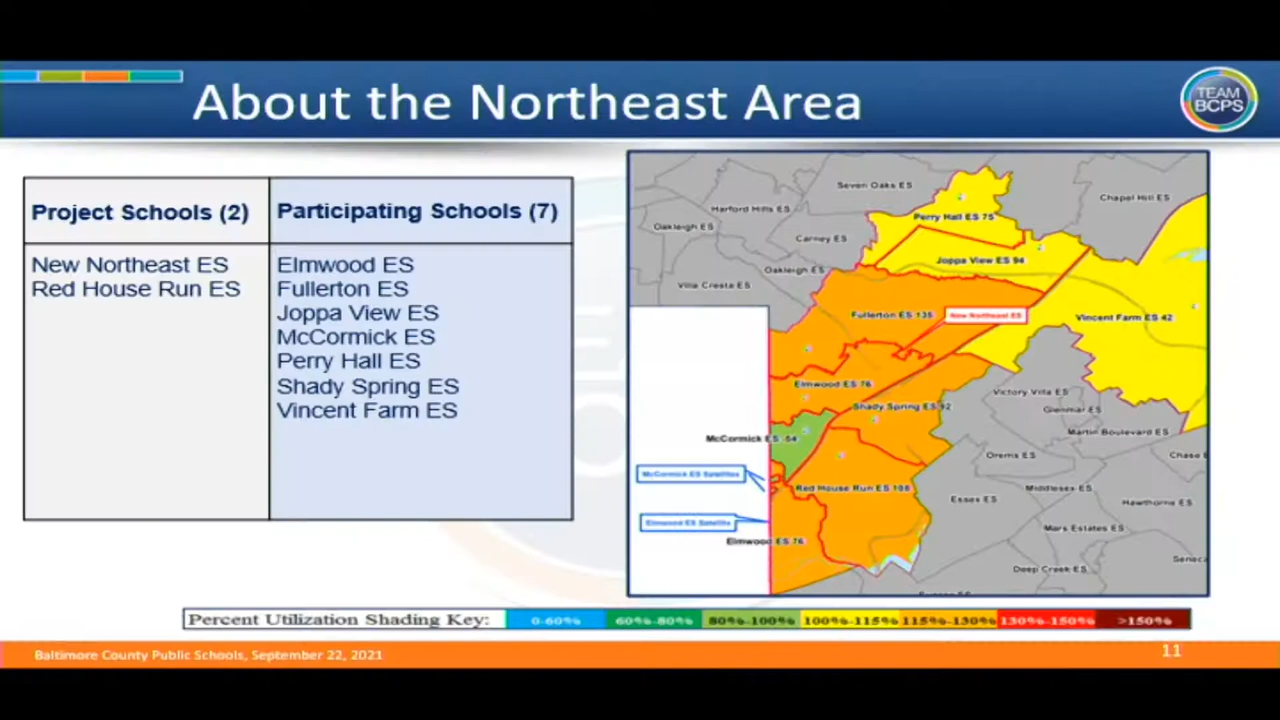 About the Northeast Area
TEAM
BCPS
Project Schools (2)
Participating Schools (7)
New Northeast ES
Red House Run ES
Elmwood ES
Fullerton ES
Joppa View ES
McCormick ES
Perry Hall ES
Shady Spring ES
Vincent Farm ES
Seven Oaks ES
Chapel Hill ES
Harford Hills ES
Perry Hall ES 75
Oakleigh ES
Carney ES
Joppa View ES 94
Oakleigh ES
Villa Cresta ES
Fullerton ES 135
New Northeast ES
Vincent Farm ES 42
Elmwood ES 76
Victory Villa ES
Shady Spring ES 92
Glenmar ES
McCormick ES
Martin Boulevard ES
Orems ES
Chase E
McCormick ES Satellites
Red House Run ES
Middlesex ES
Essex ES
Hawthorne ES
Elmwood ES Satellite
Mars Estates ES
Elmwood ES 76
Seneca
Deep Creek ES
Percent Utilization Shading Key:
0-60%
60%-80%
80%-100%
100%-115%
115%-130%
130%-150%
>150%
Baltimore County Public Schools, September 22, 2021
11